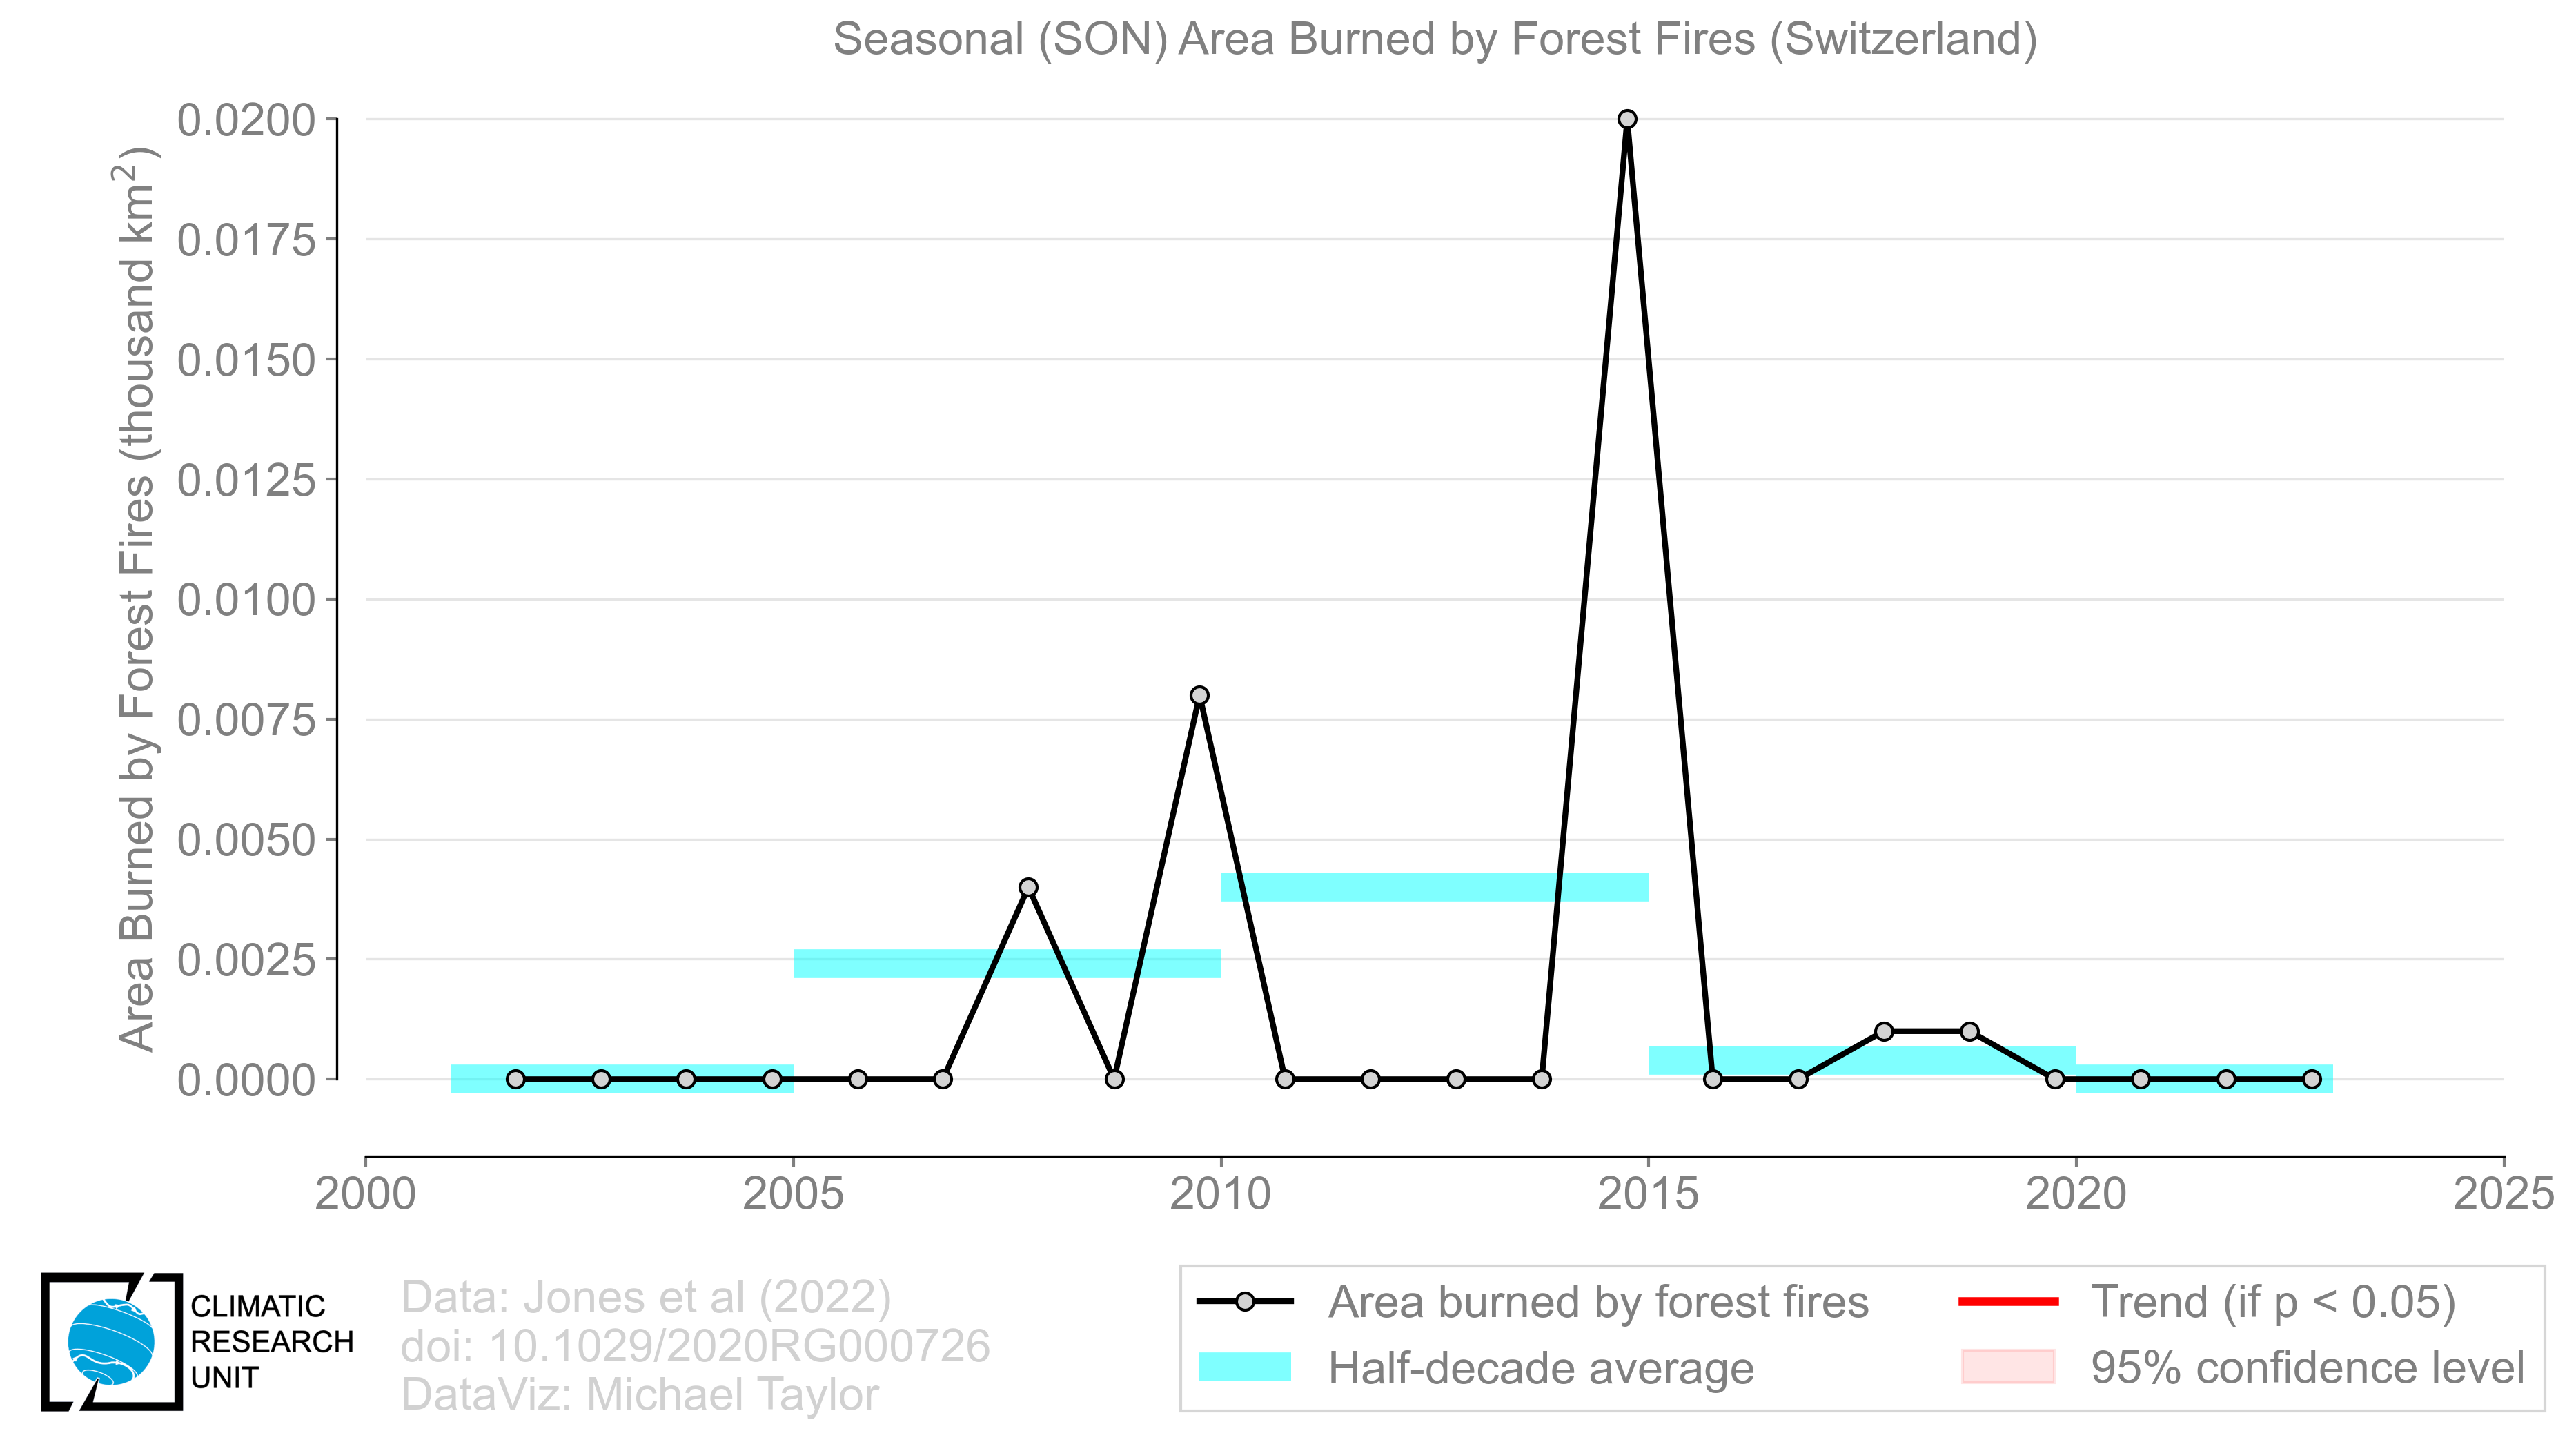 Seasonal (SON) Area Burned by Forest Fires (Switzerland)
Area Burned by Forest Fires (thousand km²)
0.0200
0.0175
0.0150
0.0125
0.0100
0.0075
0.0050
0.0025
0.0000
2000 2005 2010 2015 2020 2025
CLIMATIC
RESEARCH
UNIT
Data: Jones et al (2022)
doi: 10.1029/2020RG000726
DataViz: Michael Taylor
Area burned by forest fires
Half-decade average
Trend (if p < 0.05)
95% confidence level